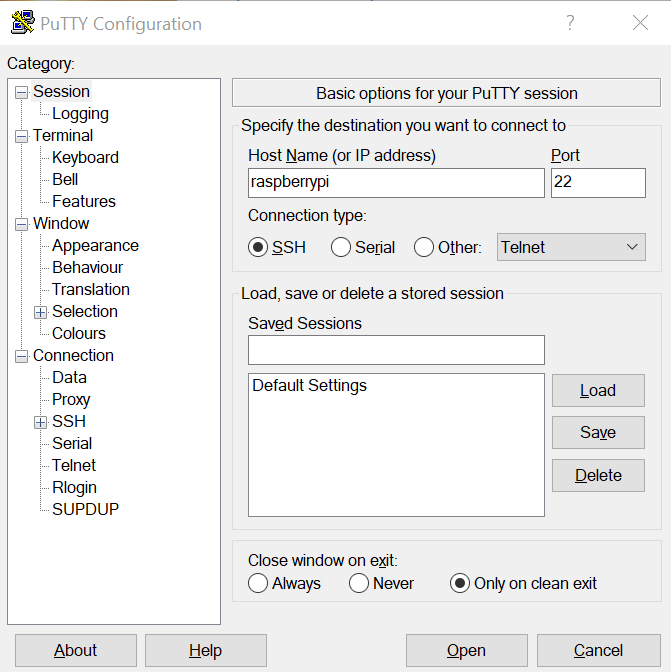 PuTTY Configuration
?
Category:
Session
Logging
Terminal
Keyboard
Bell
Features
Window
Appearance
Behaviour
Translation
Selection
Colours
Connection
Data
Proxy
SSH
Serial
Telnet
Rlogin
SUPDUP
Basic options for your PuTTY session
Specify the destination you want to connect to
Host Name (or IP address) Port
raspberrypi 22
Connection type:
SSH Serial Other: Telnet
Load, save or delete a stored session
Saved Sessions
Default Settings
Load
Save
Delete
Close window on exit:
Always Never Only on clean exit
About Help Open Cancel